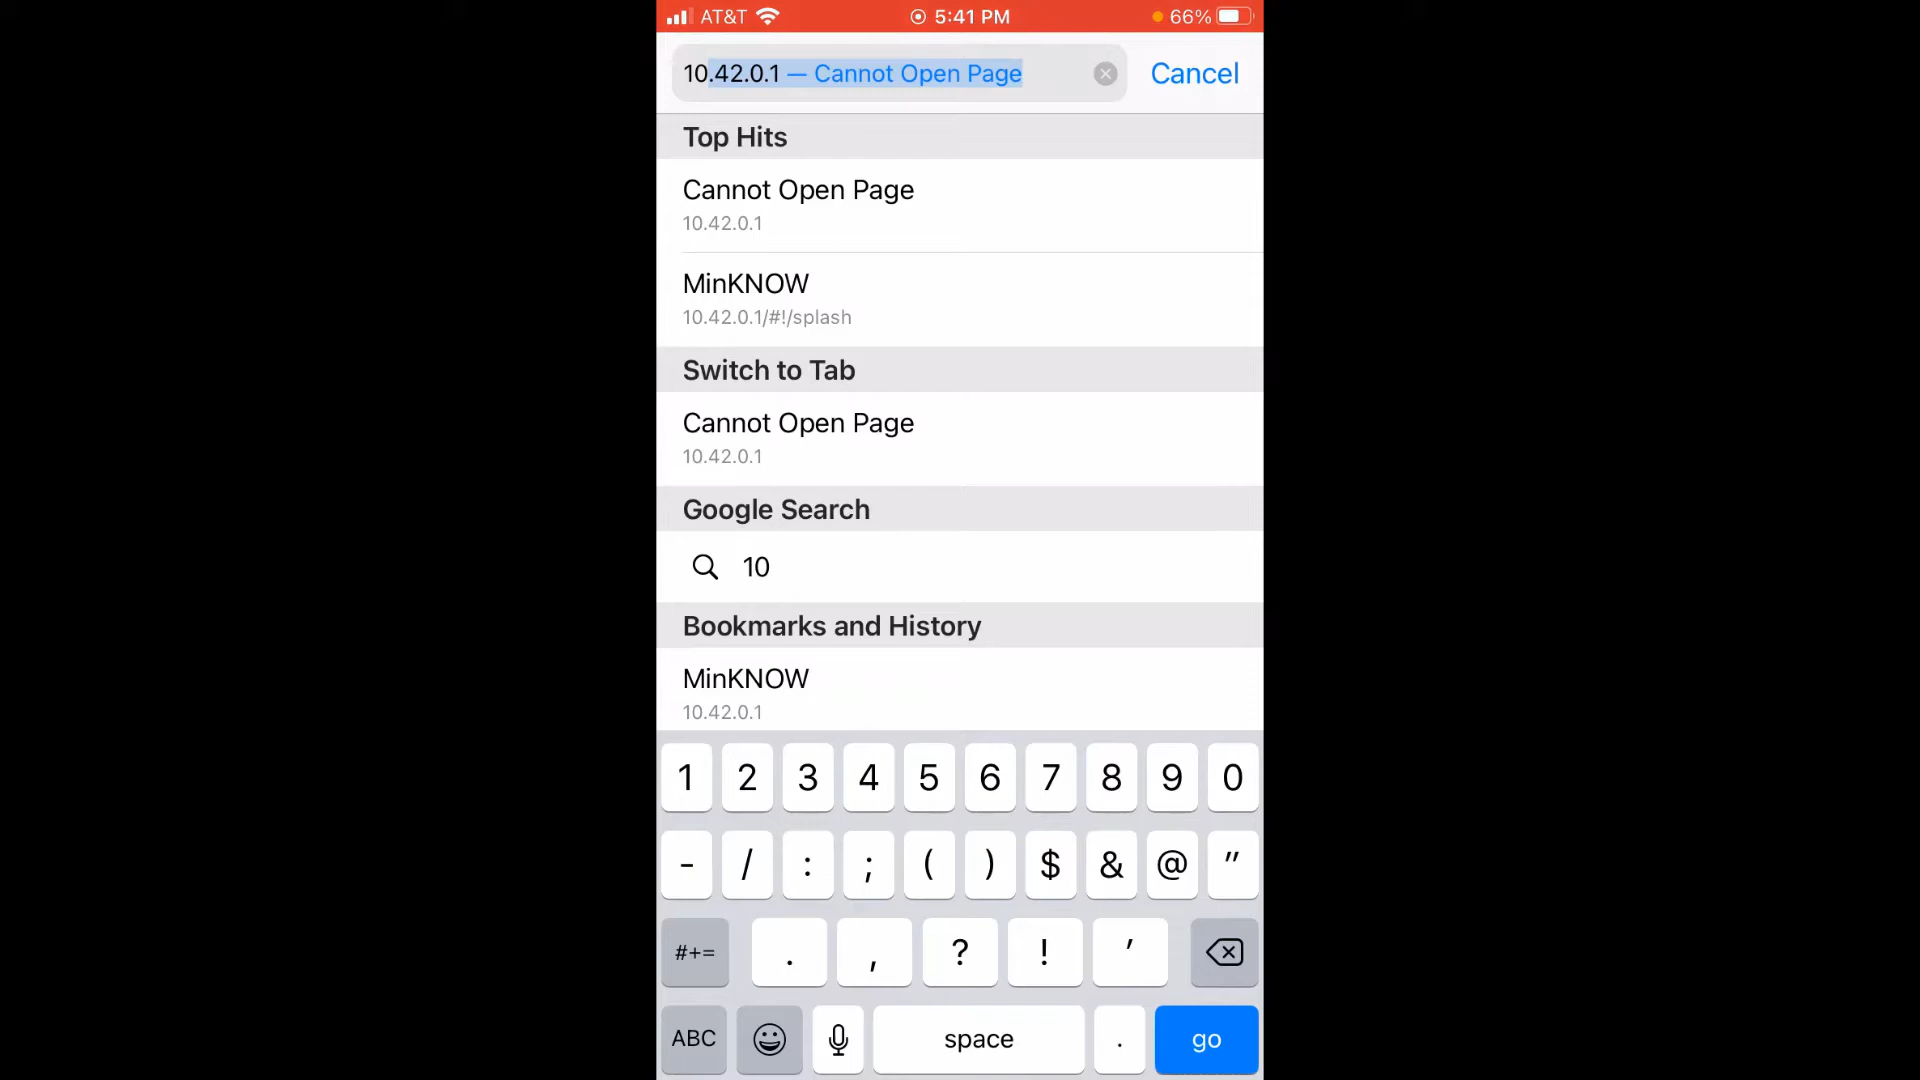 AT&T 5:41 PM 66%
10.42.0.1 — Cannot Open Page Cancel
Top Hits
Cannot Open Page
10.42.0.1
MinKNOW
10.42.0.1/#!/splash
Switch to Tab
Cannot Open Page
10.42.0.1
Google Search
10
Bookmarks and History
MinKNOW
10.42.0.1
1 2 3 4 5 6 7 8 9 0
- / : ; ( ) $ & @ "
#+= . , ? ! '
ABC space . go